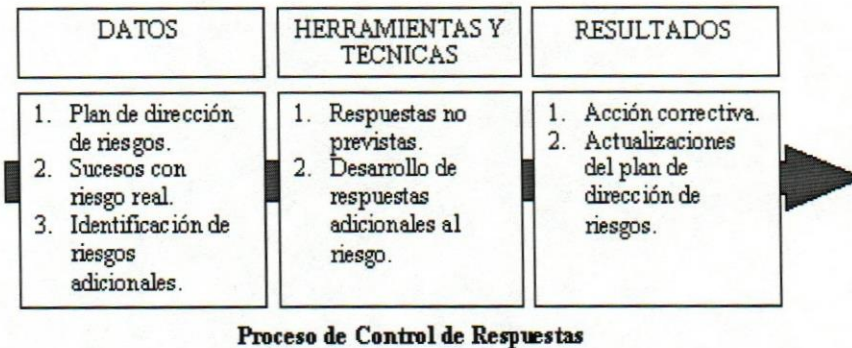 DATOS
HERRAMIENTAS Y
TECNICAS
RESULTADOS
1. Plan de dirección
de riesgos.
2. Sucesos con
riesgo real.
3. Identificación de
riesgos
adicionales.
1. Respuestas no
previstas.
2. Desarrollo de
respuestas
adicionales al
riesgo.
1. Acción correctiva.
2. Actualizaciones
del plan de
dirección de
riesgos.
Proceso de Control de Respuestas